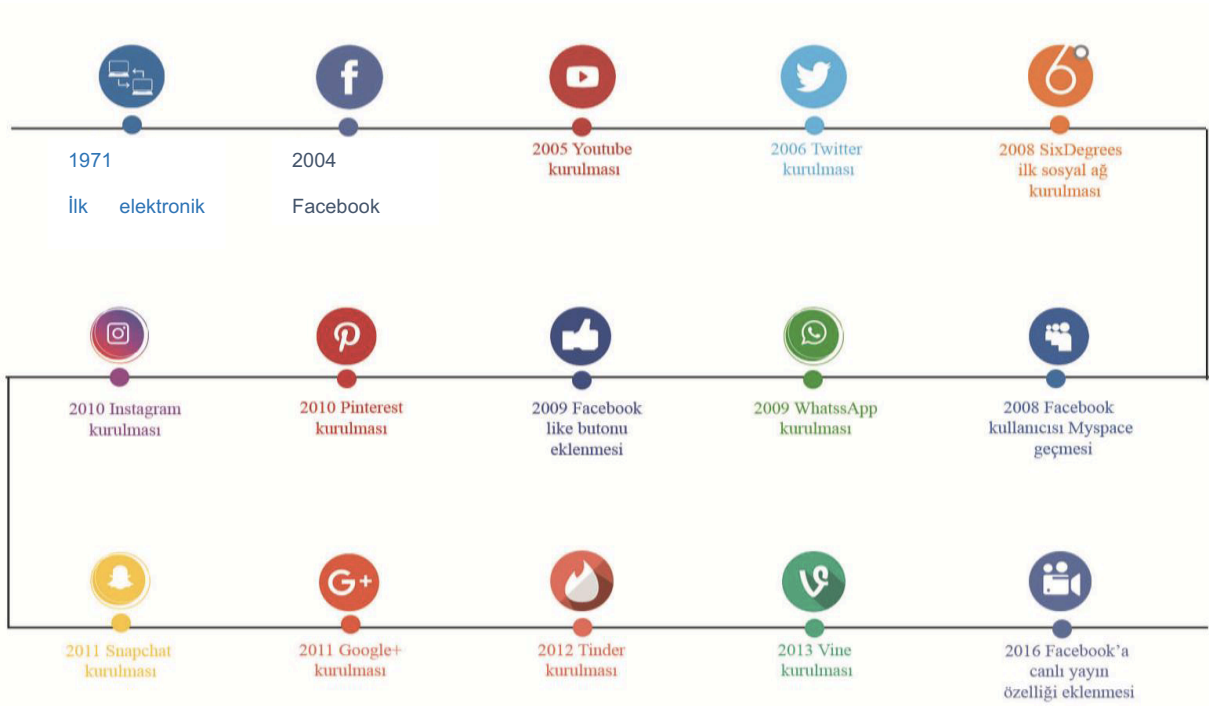 1971
İlk elektronik
2004
Facebook
2005 Youtube
kurulması
2006 Twitter
kurulması
2008 SixDegrees
ilk sosyal ağ
kurulması
2010 Instagram
kurulması
2010 Pinterest
kurulması
2009 Facebook
like butonu
eklenmesi
2009 WhatssApp
kurulması
2008 Facebook
kullanıcısı Myspace
geçmesi
2011 Snapchat
kurulması
2011 Google+
kurulması
2012 Tinder
kurulması
2013 Vine
kurulması
2016 Facebook'a
canlı yayın
özelliği eklenmesi